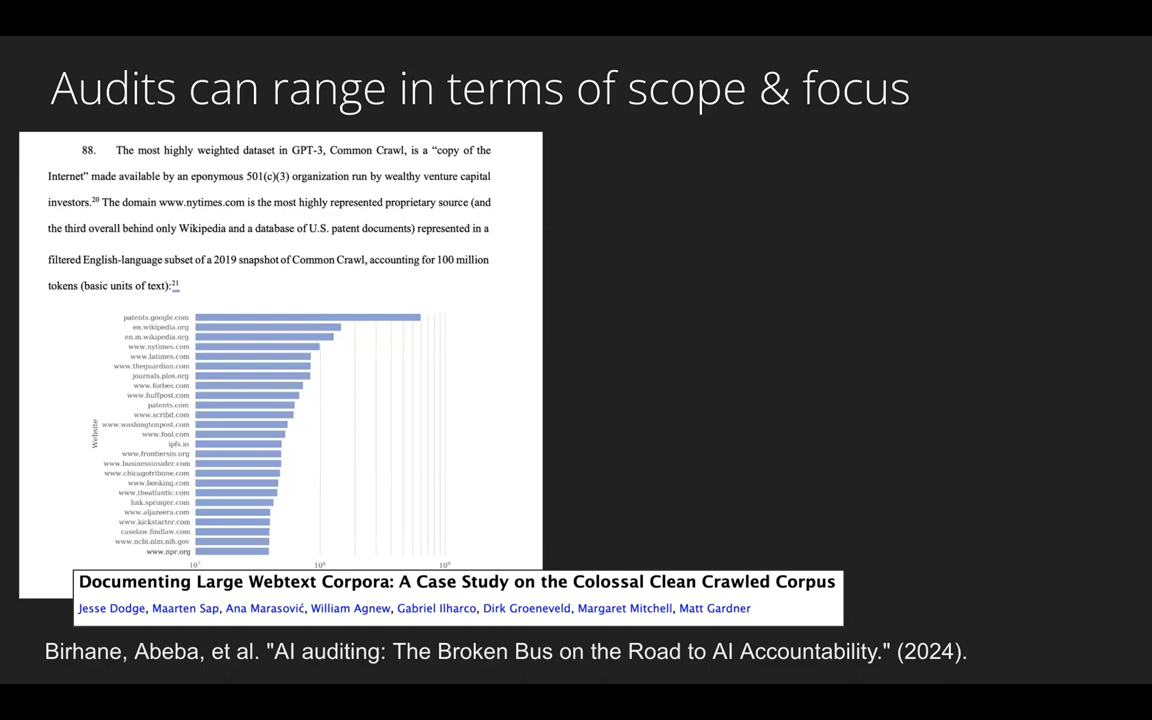 Audits can range in terms of scope & focus
88. The most highly weighted dataset in GPT-3, Common Crawl, is a “copy of the
Internet” made available by an eponymous 501(c)(3) organization run by wealthy venture capital
investors.²⁰ The domain www.nytimes.com is the most highly represented proprietary source (and
the third overall behind only Wikipedia and a database of U.S. patent documents) represented in a
filtered English-language subset of a 2019 snapshot of Common Crawl, accounting for 100 million
tokens (basic units of text):²¹
Website
patents.google.com
en.wikipedia.org
en.m.wikipedia.org
www.nytimes.com
www.latimes.com
www.theguardian.com
journals.plos.org
www.forbes.com
www.huffpost.com
patents.com
www.scribd.com
www.washingtonpost.com
www.fool.com
ipfs.io
www.frontiersin.org
www.businessinsider.com
www.chicagotribune.com
www.booking.com
www.theatlantic.com
link.springer.com
www.aljazeera.com
www.kickstarter.com
caselaw.findlaw.com
www.ncbi.nlm.nih.gov
www.npr.org
10⁷ 10⁸ 10⁹
Documenting Large Webtext Corpora: A Case Study on the Colossal Clean Crawled Corpus
Jesse Dodge, Maarten Sap, Ana Marasović, William Agnew, Gabriel Ilharco, Dirk Groeneveld, Margaret Mitchell, Matt Gardner
Birhane, Abeba, et al. "AI auditing: The Broken Bus on the Road to AI Accountability." (2024).